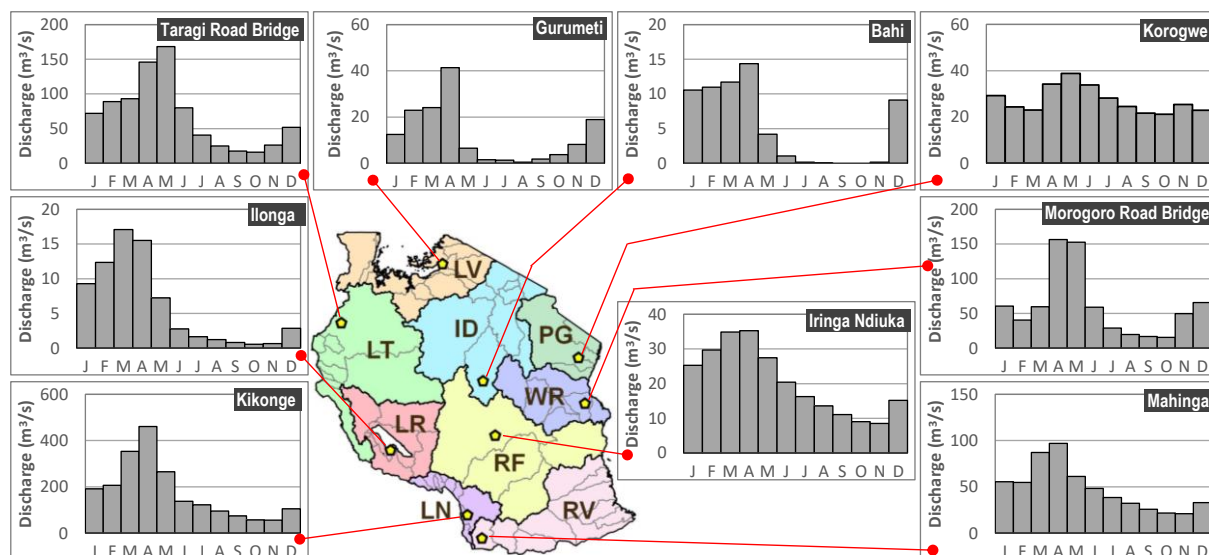 Taragi Road Bridge
Discharge (m³/s)
200
150
100
50
0
J F M A M J J A S O N D
Gurumeti
Discharge (m³/s)
60
40
20
0
J F M A M J J A S O N D
Bahi
Discharge (m³/s)
20
15
10
5
0
J F M A M J J A S O N D
Korogwe
Discharge (m³/s)
60
40
20
0
J F M A M J J A S O N D
Ilonga
Discharge (m³/s)
20
15
10
5
0
J F M A M J J A S O N D
Morogoro Road Bridge
Discharge (m³/s)
200
150
100
50
0
J F M A M J J A S O N D
Iringa Ndiuka
Discharge (m³/s)
40
30
20
10
0
J F M A M J J A S O N D
Kikonge
Discharge (m³/s)
600
400
200
0
J F M A M J J A S O N D
Mahinga
Discharge (m³/s)
150
100
50
0
J F M A M J J A S O N D
LV
ID
PG
LT
WR
LR
RF
LN
RV